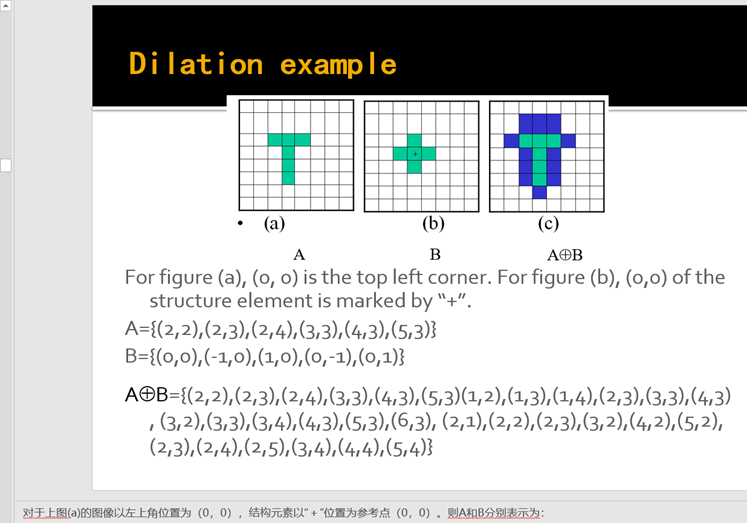 Dilation example
+
• (a) (b) (c)
A B A⊕B
For figure (a), (0, 0) is the top left corner. For figure (b), (0,0) of the
structure element is marked by “+”.
A={(2,2),(2,3),(2,4),(3,3),(4,3),(5,3)}
B={(0,0),(-1,0),(1,0),(0,-1),(0,1)}
A⊕B={(2,2),(2,3),(2,4),(3,3),(4,3),(5,3)(1,2),(1,3),(1,4),(2,3),(3,3),(4,3)
, (3,2),(3,3),(3,4),(4,3),(5,3),(6,3), (2,1),(2,2),(2,3),(3,2),(4,2),(5,2),
(2,3),(2,4),(2,5),(3,4),(4,4),(5,4)}
对于上图(a)的图像以左上角位置为（0，0），结构元素以“ + ”位置为参考点（0，0）。则A和B分别表示为：